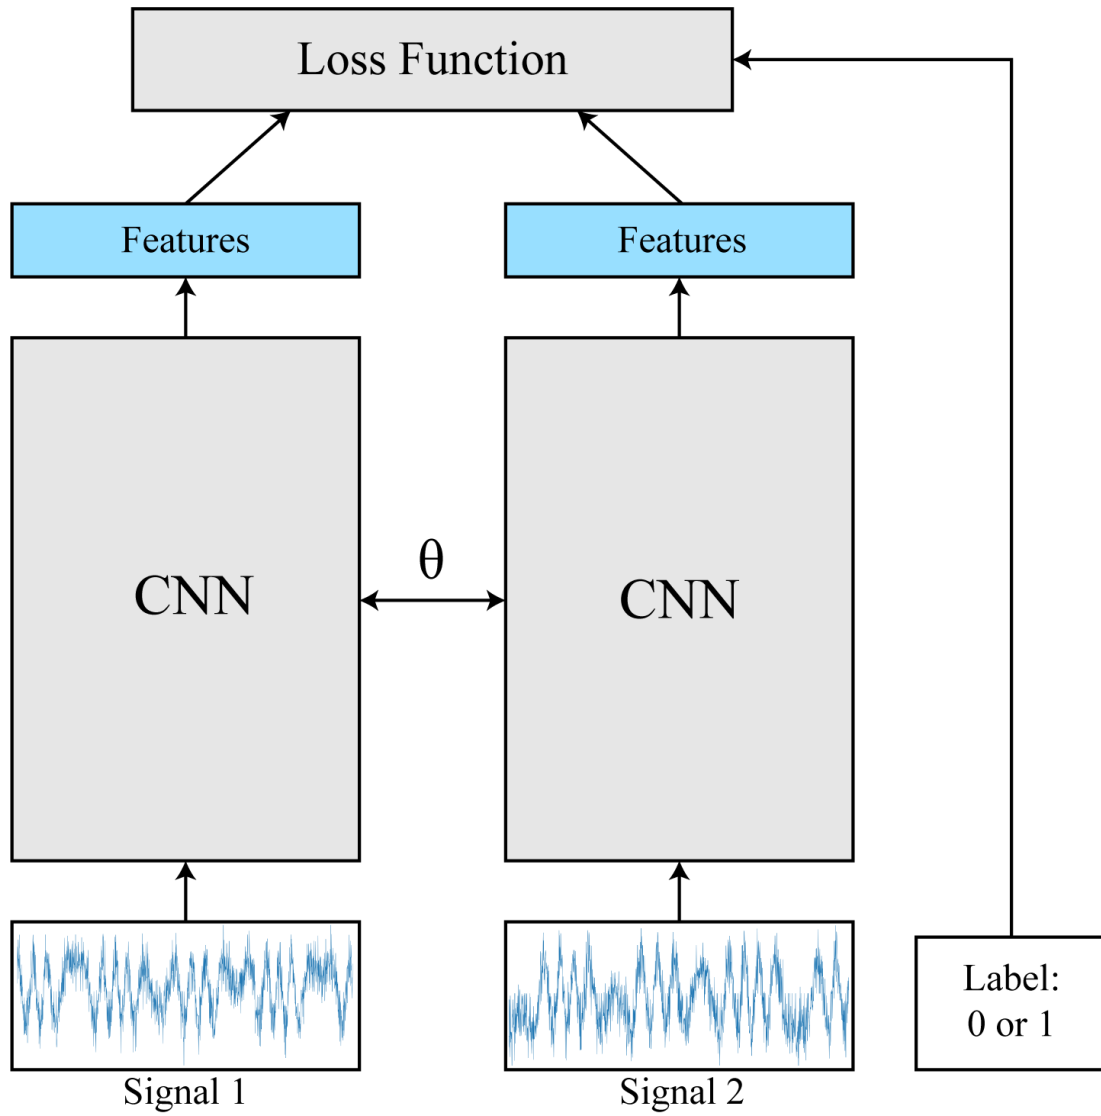 Loss Function
Features
Features
CNN
θ
CNN
Label:
0 or 1
Signal 1
Signal 2